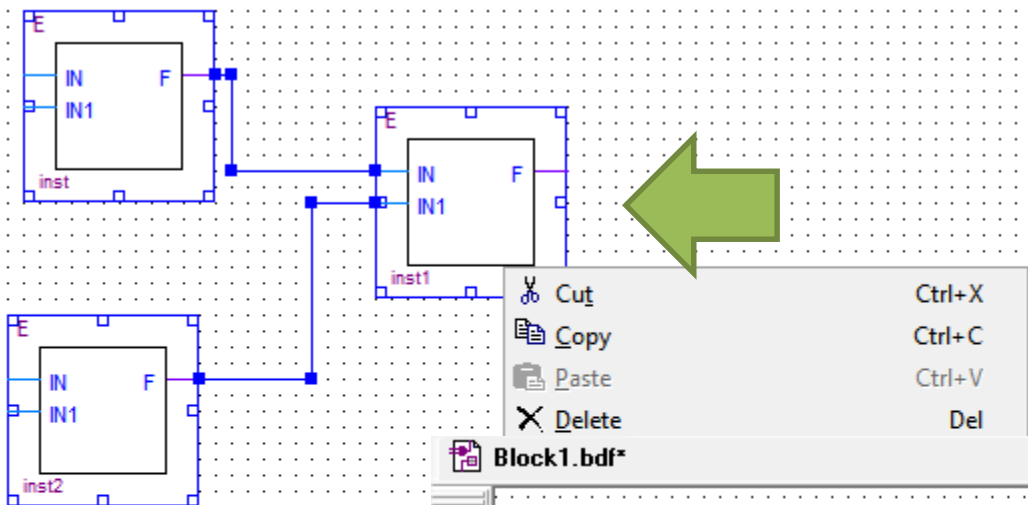 E
IN F
IN1
inst
E
IN F
IN1
inst1
E
IN F
IN1
inst2
Cut Ctrl+X
Copy Ctrl+C
Paste Ctrl+V
Delete Del
Block1.bdf*